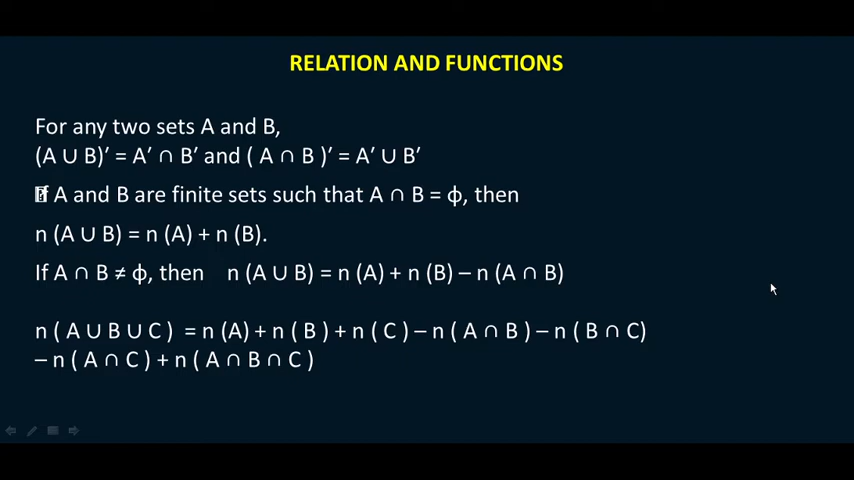 RELATION AND FUNCTIONS
For any two sets A and B,
(A ∪ B)′ = A′ ∩ B′ and ( A ∩ B )′ = A′ ∪ B′
If A and B are finite sets such that A ∩ B = ϕ, then
n (A ∪ B) = n (A) + n (B).
If A ∩ B ≠ ϕ, then n (A ∪ B) = n (A) + n (B) – n (A ∩ B)
n ( A ∪ B ∪ C ) = n (A) + n ( B ) + n ( C ) – n ( A ∩ B ) – n ( B ∩ C)
– n ( A ∩ C ) + n ( A ∩ B ∩ C )